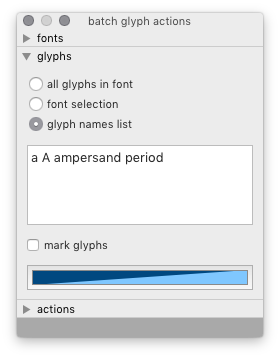 batch glyph actions
fonts
glyphs
all glyphs in font
font selection
glyph names list
a A ampersand period
mark glyphs
actions